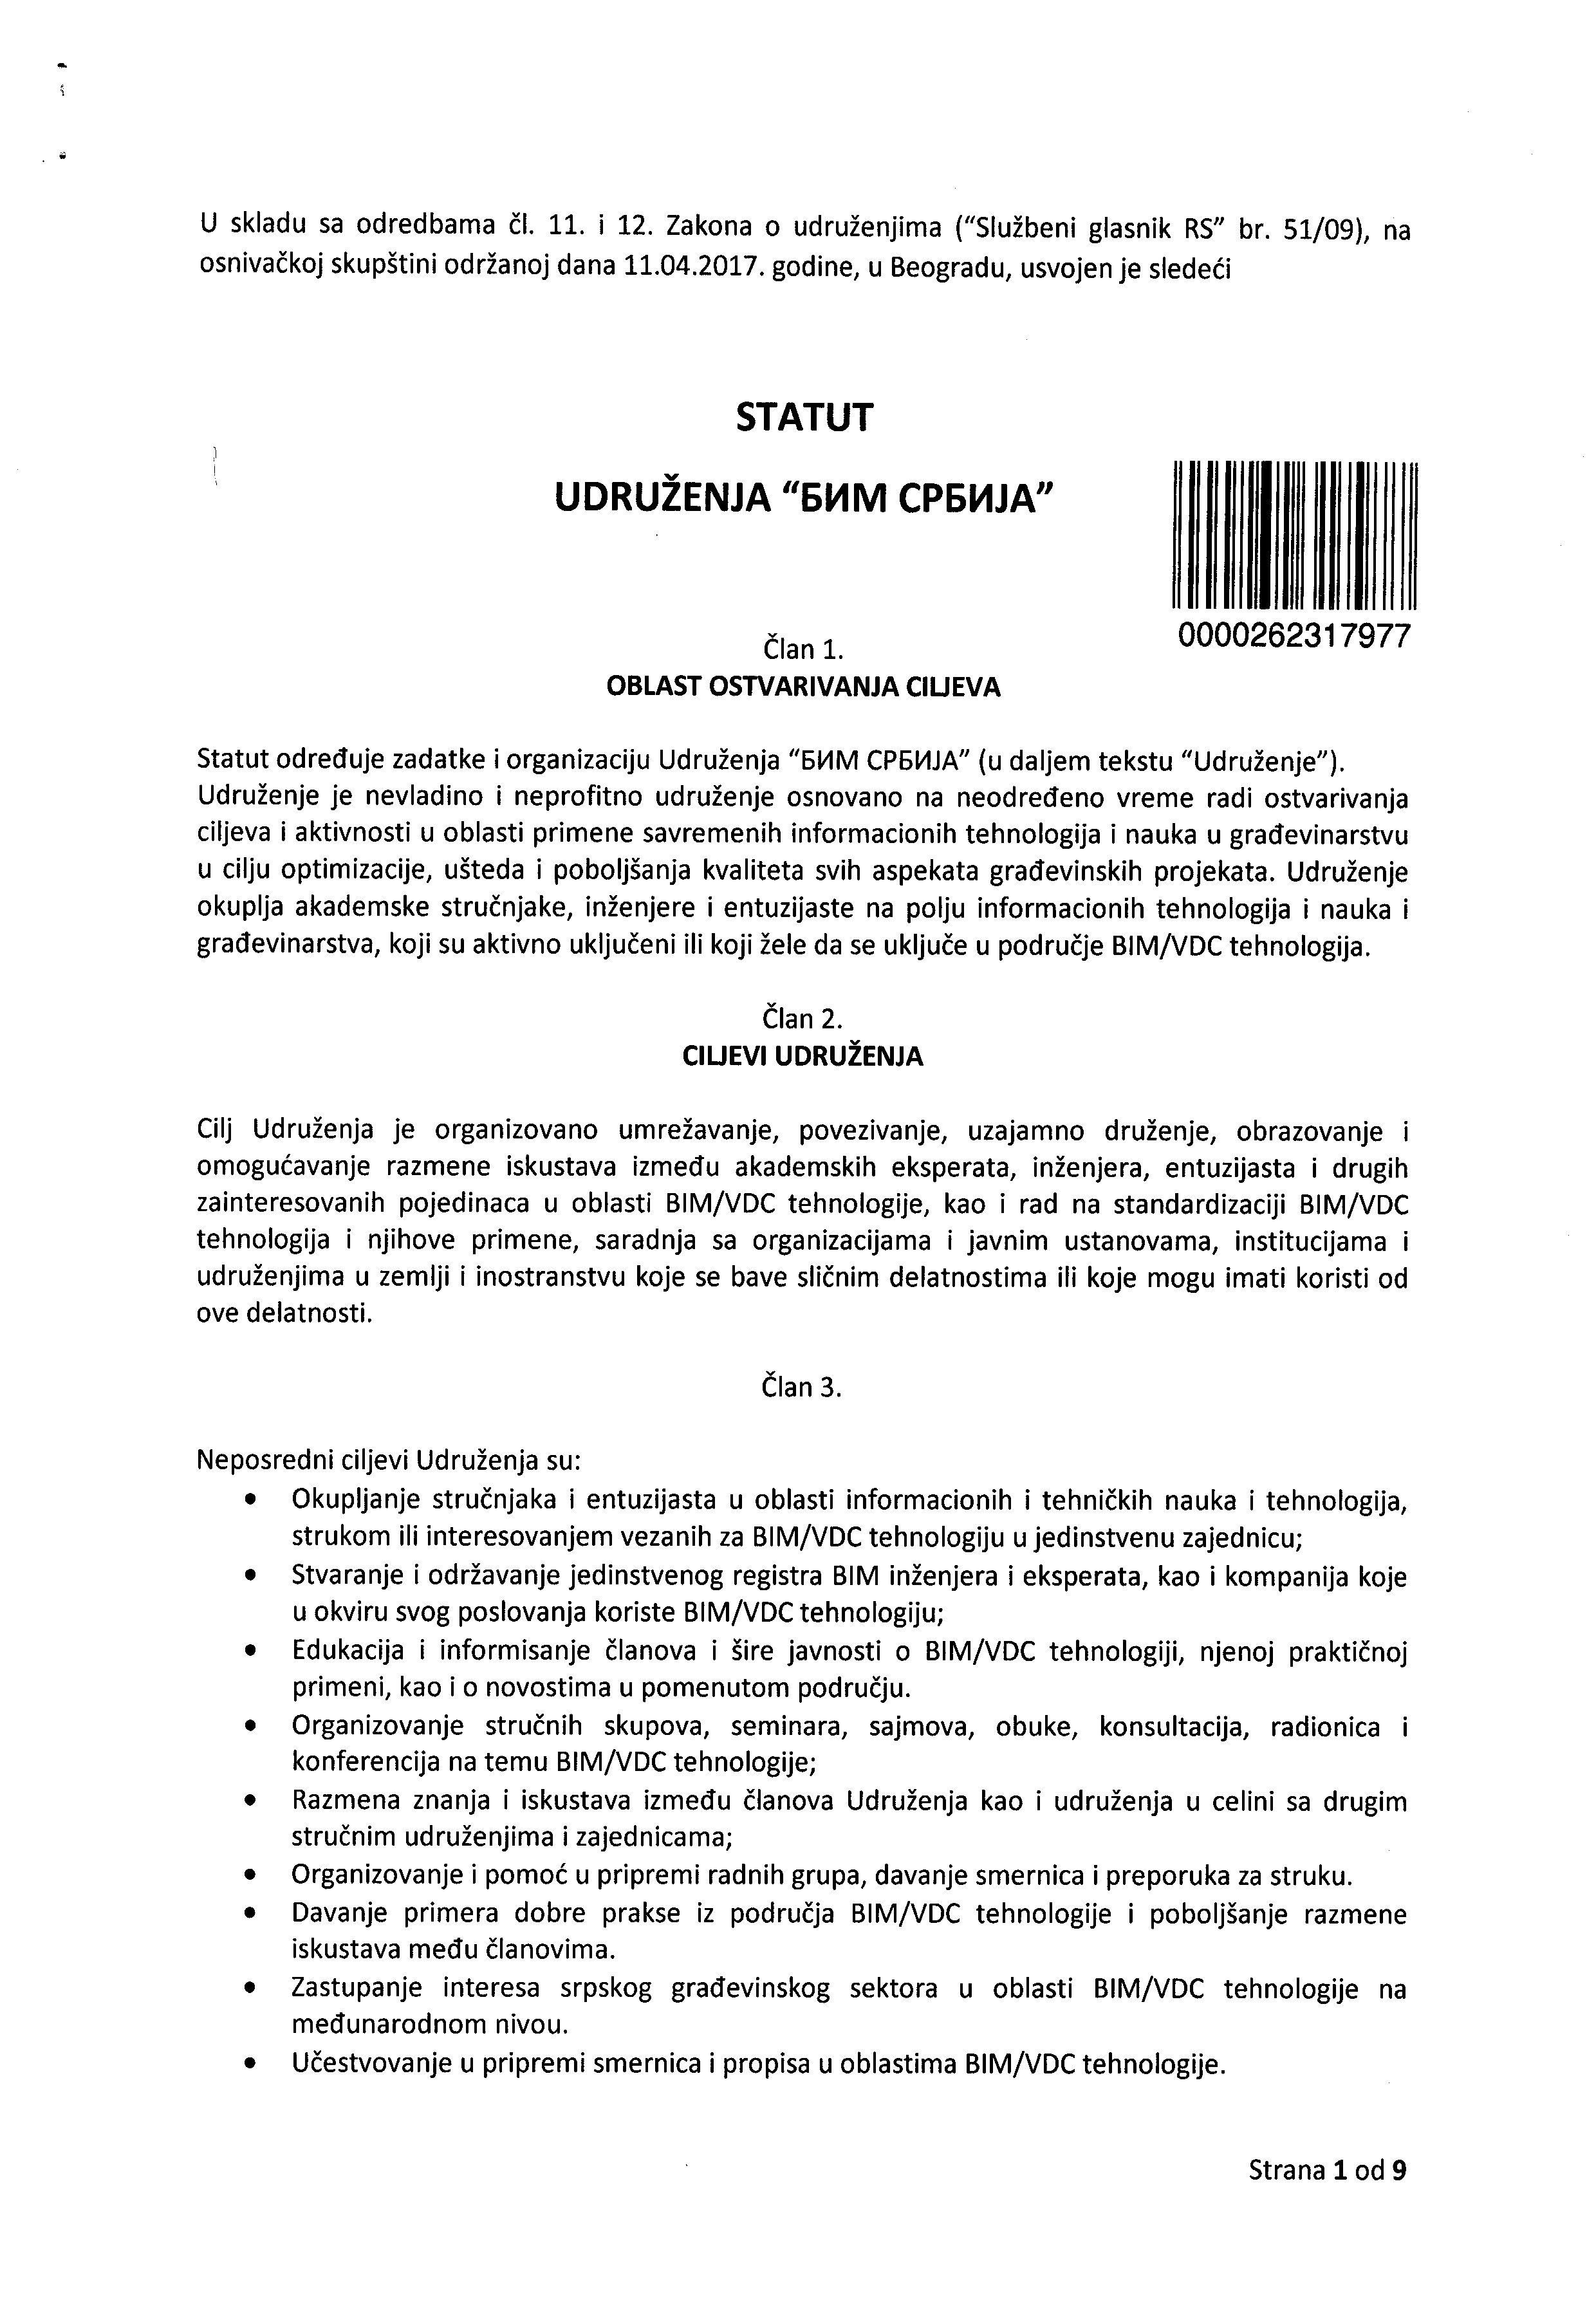 U skladu sa odredbama čl. 11. i 12. Zakona o udruženjima ("Službeni glasnik RS" br. 51/09), na
osnivačkoj skupštini održanoj dana 11.04.2017. godine, u Beogradu, usvojen je sledeći
STATUT
UDRUŽENJA "БИМ СРБИЈА"
0000262317977
Član 1.
OBLAST OSTVARIVANJA CILJEVA
Statut određuje zadatke i organizaciju Udruženja "БИМ СРБИЈА" (u daljem tekstu "Udruženje").
Udruženje je nevladino i neprofitno udruženje osnovano na neodređeno vreme radi ostvarivanja
ciljeva i aktivnosti u oblasti primene savremenih informacionih tehnologija i nauka u građevinarstvu
u cilju optimizacije, ušteda i poboljšanja kvaliteta svih aspekata građevinskih projekata. Udruženje
okuplja akademske stručnjake, inženjere i entuzijaste na polju informacionih tehnologija i nauka i
građevinarstva, koji su aktivno uključeni ili koji žele da se uključe u područje BIM/VDC tehnologija.
Član 2.
CILJEVI UDRUŽENJA
Cilj Udruženja je organizovano umrežavanje, povezivanje, uzajamno druženje, obrazovanje i
omogućavanje razmene iskustava između akademskih eksperata, inženjera, entuzijasta i drugih
zainteresovanih pojedinaca u oblasti BIM/VDC tehnologije, kao i rad na standardizaciji BIM/VDC
tehnologija i njihove primene, saradnja sa organizacijama i javnim ustanovama, institucijama i
udruženjima u zemlji i inostranstvu koje se bave sličnim delatnostima ili koje mogu imati koristi od
ove delatnosti.
Član 3.
Neposredni ciljevi Udruženja su:
• Okupljanje stručnjaka i entuzijasta u oblasti informacionih i tehničkih nauka i tehnologija,
strukom ili interesovanjem vezanih za BIM/VDC tehnologiju u jedinstvenu zajednicu;
• Stvaranje i održavanje jedinstvenog registra BIM inženjera i eksperata, kao i kompanija koje
u okviru svog poslovanja koriste BIM/VDC tehnologiju;
• Edukacija i informisanje članova i šire javnosti o BIM/VDC tehnologiji, njenoj praktičnoj
primeni, kao i o novostima u pomenutom području.
• Organizovanje stručnih skupova, seminara, sajmova, obuke, konsultacija, radionica i
konferencija na temu BIM/VDC tehnologije;
• Razmena znanja i iskustava između članova Udruženja kao i udruženja u celini sa drugim
stručnim udruženjima i zajednicama;
• Organizovanje i pomoć u pripremi radnih grupa, davanje smernica i preporuka za struku.
• Davanje primera dobre prakse iz područja BIM/VDC tehnologije i poboljšanje razmene
iskustava među članovima.
• Zastupanje interesa srpskog građevinskog sektora u oblasti BIM/VDC tehnologije na
međunarodnom nivou.
• Učestvovanje u pripremi smernica i propisa u oblastima BIM/VDC tehnologije.
Strana 1 od 9